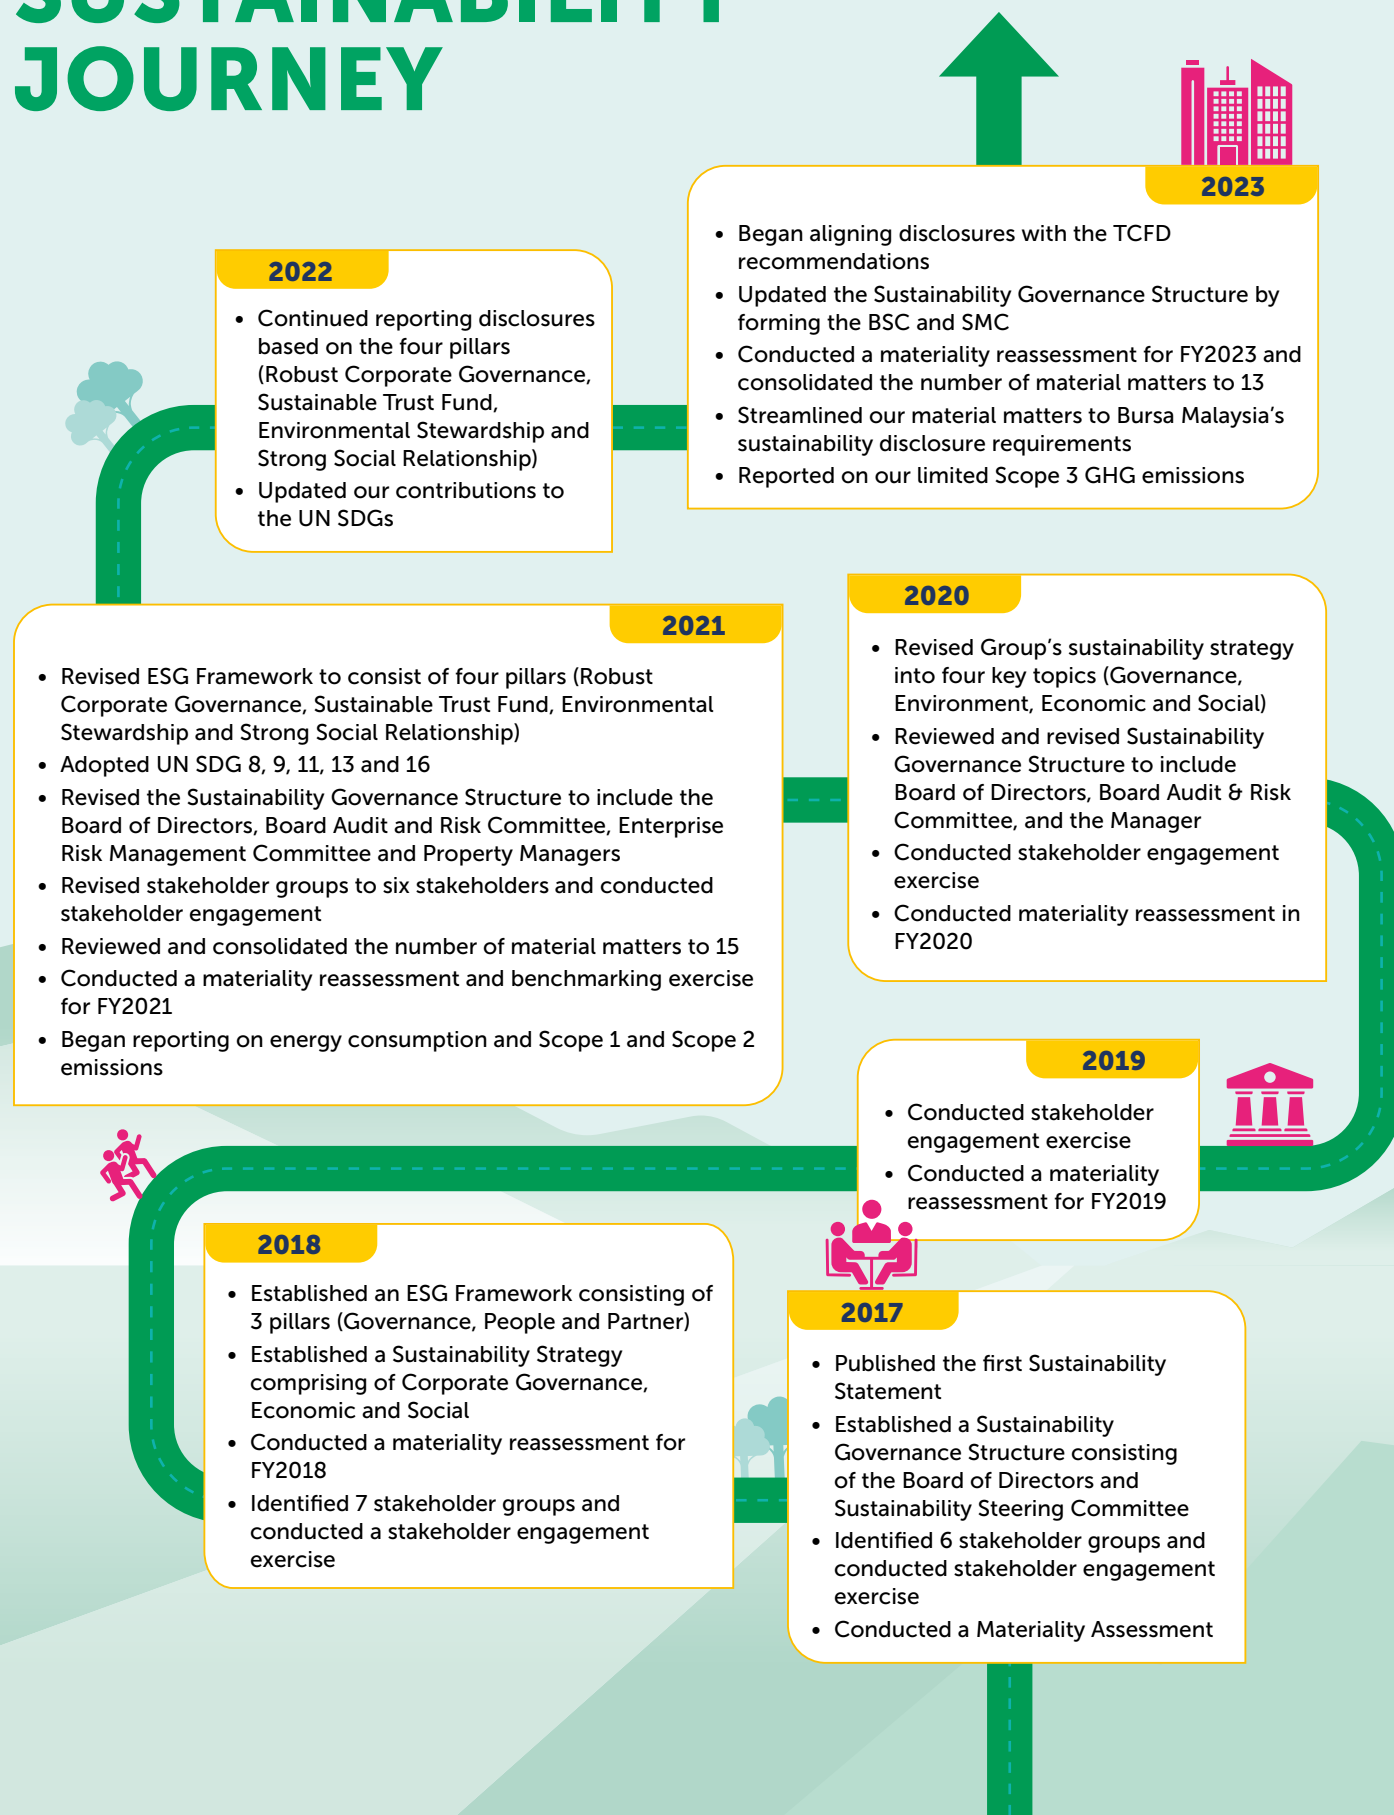 SUSTAINABILITY
JOURNEY
2023
• Began aligning disclosures with the TCFD
recommendations
• Updated the Sustainability Governance Structure by
forming the BSC and SMC
• Conducted a materiality reassessment for FY2023 and
consolidated the number of material matters to 13
• Streamlined our material matters to Bursa Malaysia’s
sustainability disclosure requirements
• Reported on our limited Scope 3 GHG emissions
2022
• Continued reporting disclosures
based on the four pillars
(Robust Corporate Governance,
Sustainable Trust Fund,
Environmental Stewardship and
Strong Social Relationship)
• Updated our contributions to
the UN SDGs
2021
• Revised ESG Framework to consist of four pillars (Robust
Corporate Governance, Sustainable Trust Fund, Environmental
Stewardship and Strong Social Relationship)
• Adopted UN SDG 8, 9, 11, 13 and 16
• Revised the Sustainability Governance Structure to include the
Board of Directors, Board Audit and Risk Committee, Enterprise
Risk Management Committee and Property Managers
• Revised stakeholder groups to six stakeholders and conducted
stakeholder engagement
• Reviewed and consolidated the number of material matters to 15
• Conducted a materiality reassessment and benchmarking exercise
for FY2021
• Began reporting on energy consumption and Scope 1 and Scope 2
emissions
2020
• Revised Group’s sustainability strategy
into four key topics (Governance,
Environment, Economic and Social)
• Reviewed and revised Sustainability
Governance Structure to include
Board of Directors, Board Audit & Risk
Committee, and the Manager
• Conducted stakeholder engagement
exercise
• Conducted materiality reassessment in
FY2020
2019
• Conducted stakeholder
engagement exercise
• Conducted a materiality
reassessment for FY2019
2018
• Established an ESG Framework consisting of
3 pillars (Governance, People and Partner)
• Established a Sustainability Strategy
comprising of Corporate Governance,
Economic and Social
• Conducted a materiality reassessment for
FY2018
• Identified 7 stakeholder groups and
conducted a stakeholder engagement
exercise
2017
• Published the first Sustainability
Statement
• Established a Sustainability
Governance Structure consisting
of the Board of Directors and
Sustainability Steering Committee
• Identified 6 stakeholder groups and
conducted stakeholder engagement
exercise
• Conducted a Materiality Assessment